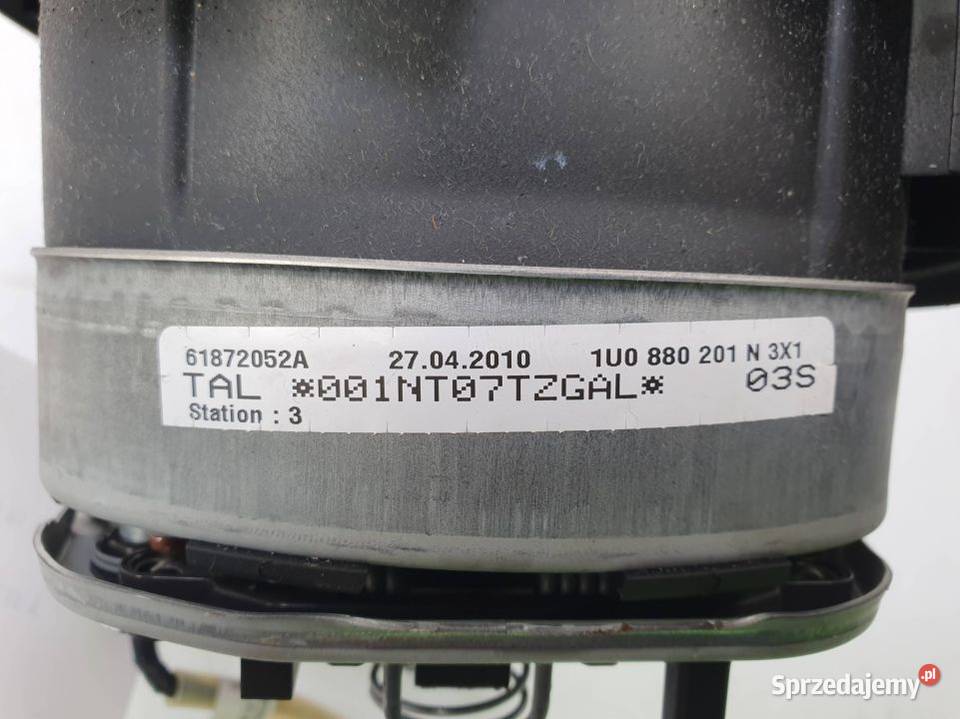 61872052A 27.04.2010 1U0 880 201 N 3X1
TAL *001NT07TZGAL* 03S
Station : 3
Sprzedajemy.pl